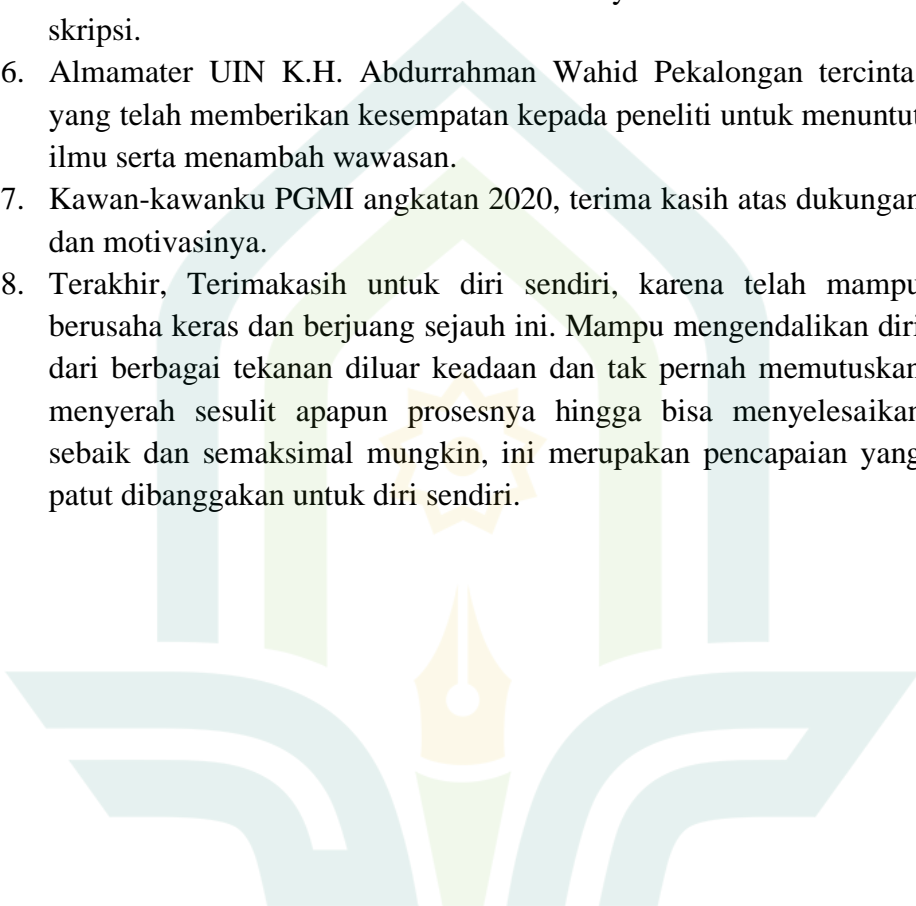 skripsi.
6. Almamater UIN K.H. Abdurrahman Wahid Pekalongan tercinta
yang telah memberikan kesempatan kepada peneliti untuk menuntut
ilmu serta menambah wawasan.
7. Kawan-kawanku PGMI angkatan 2020, terima kasih atas dukungan
dan motivasinya.
8. Terakhir, Terimakasih untuk diri sendiri, karena telah mampu
berusaha keras dan berjuang sejauh ini. Mampu mengendalikan diri
dari berbagai tekanan diluar keadaan dan tak pernah memutuskan
menyerah sesulit apapun prosesnya hingga bisa menyelesaikan
sebaik dan semaksimal mungkin, ini merupakan pencapaian yang
patut dibanggakan untuk diri sendiri.